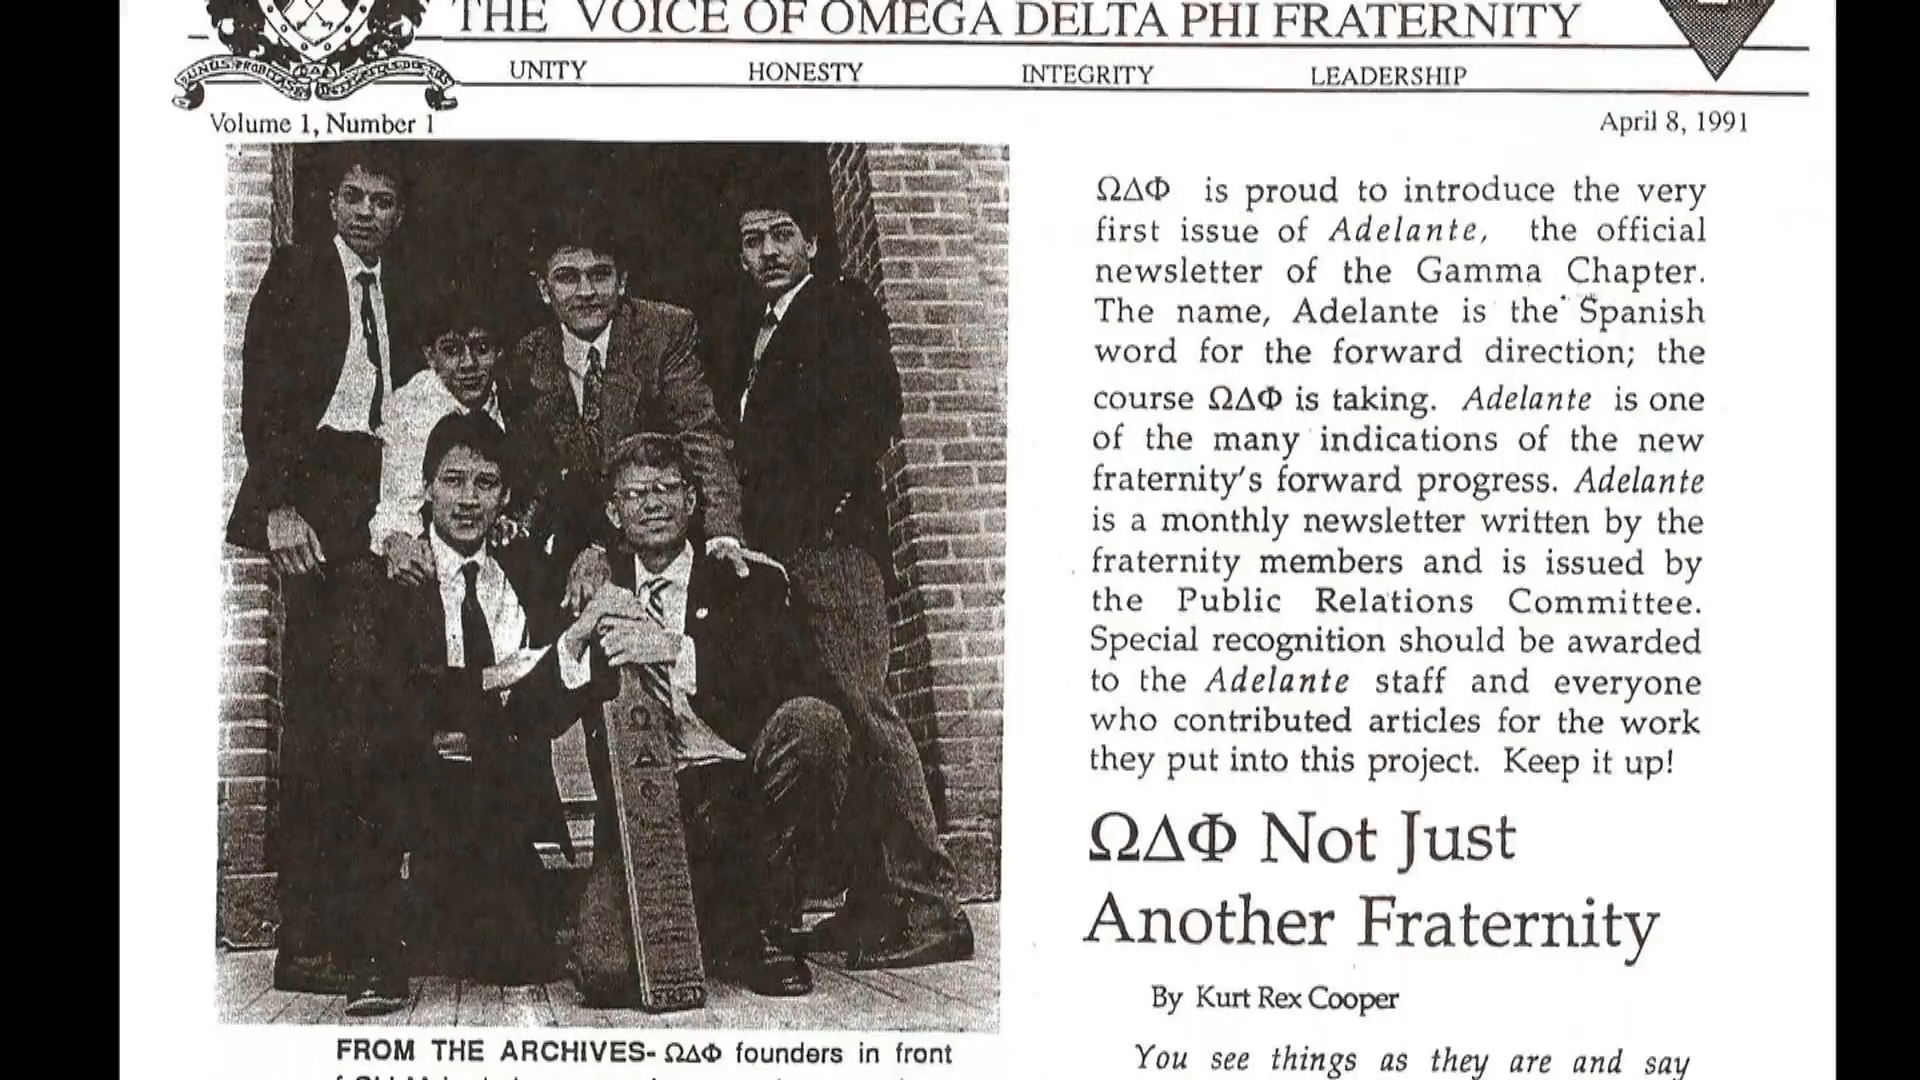 THE VOICE OF OMEGA DELTA PHI FRATERNITY
UNITY HONESTY INTEGRITY LEADERSHIP
Volume 1, Number 1
April 8, 1991
ΩΔΦ
ΩΔΦ is proud to introduce the very
first issue of Adelante, the official
newsletter of the Gamma Chapter.
The name, Adelante is the Spanish
word for the forward direction; the
course ΩΔΦ is taking. Adelante is one
of the many indications of the new
fraternity's forward progress. Adelante
is a monthly newsletter written by the
fraternity members and is issued by
the Public Relations Committee.
Special recognition should be awarded
to the Adelante staff and everyone
who contributed articles for the work
they put into this project. Keep it up!
ΩΔΦ Not Just
Another Fraternity
By Kurt Rex Cooper
You see things as they are and say
FROM THE ARCHIVES- ΩΔΦ founders in front